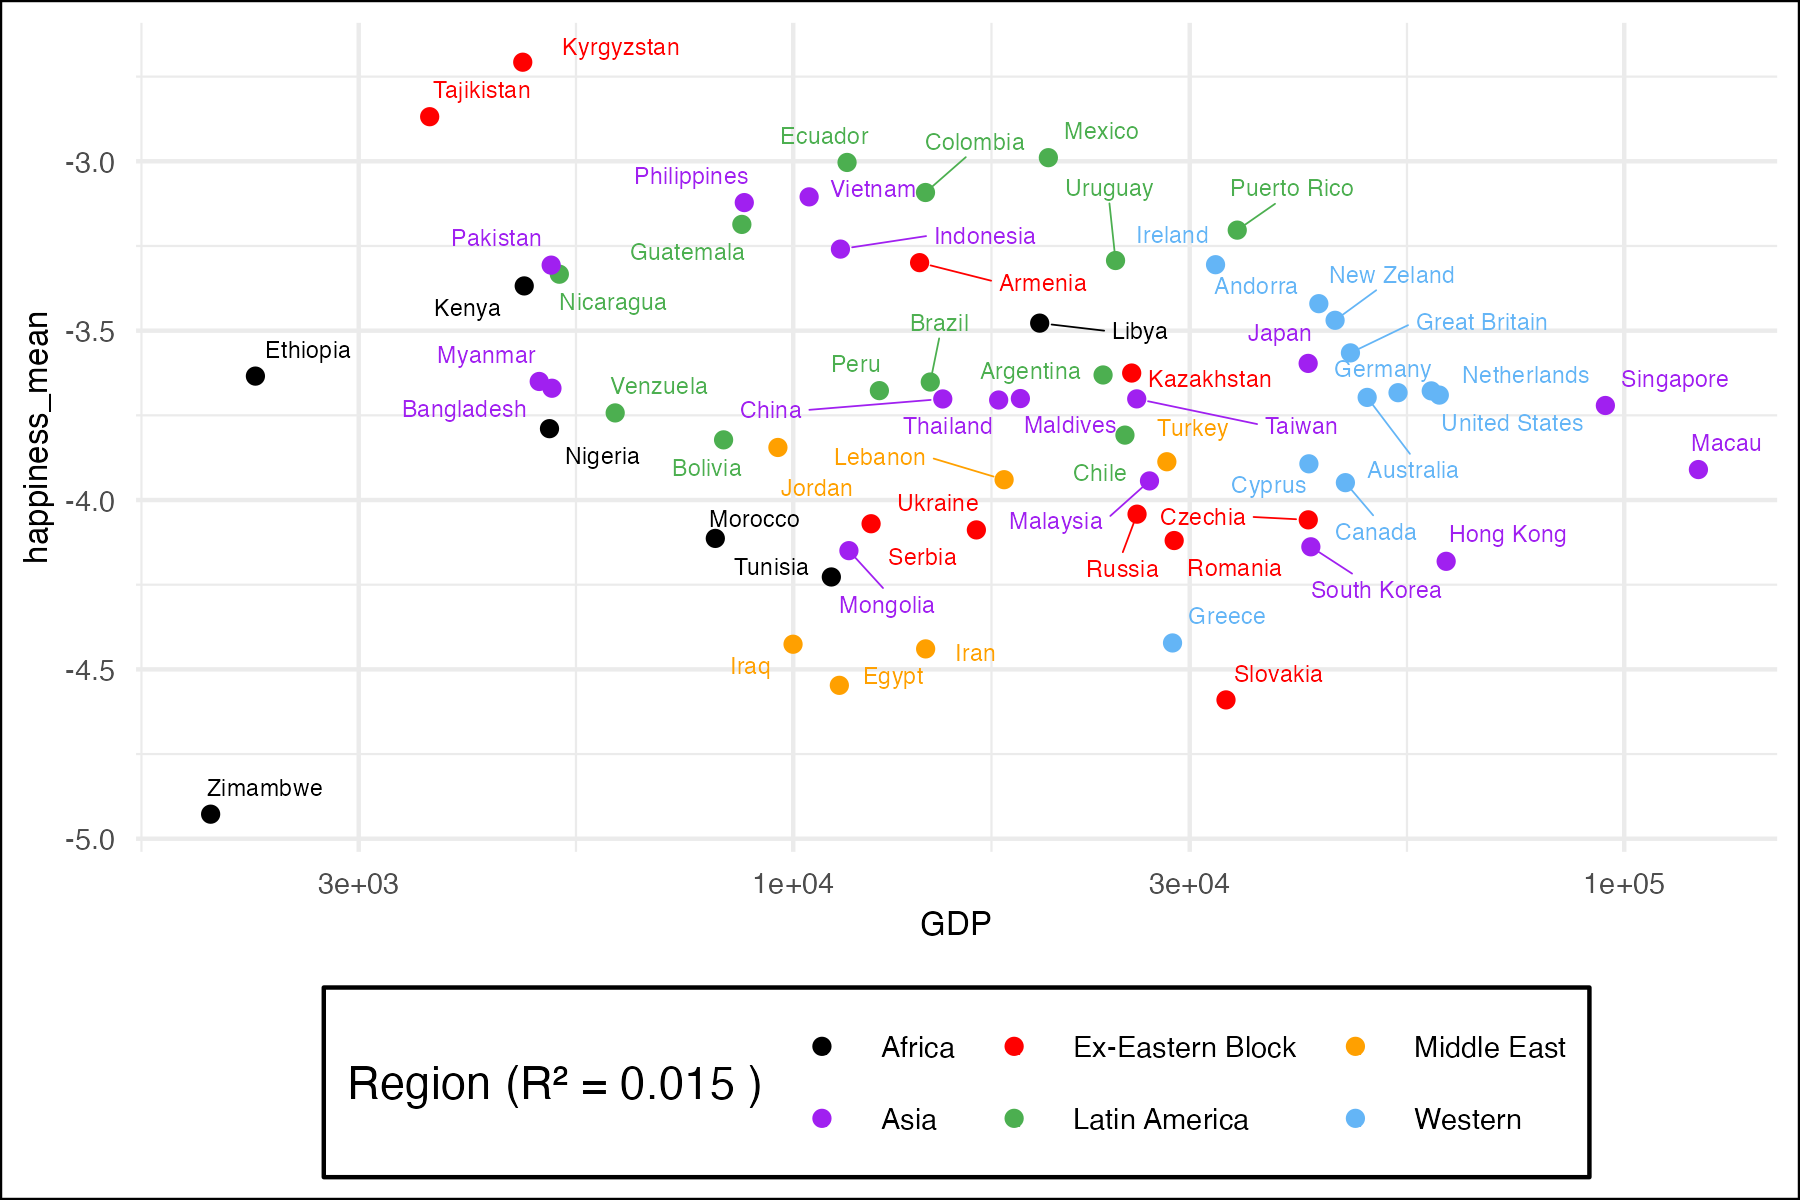 Kyrgyzstan
Tajikistan
Ecuador
Colombia
Mexico
Philippines
Vietnam
Uruguay
Puerto Rico
Pakistan
Guatemala
Indonesia
Ireland
Armenia
Andorra
New Zeland
Kenya
Nicaragua
Brazil
Libya
Japan
Great Britain
Ethiopia
Myanmar
Venzuela
Peru
Argentina
Kazakhstan
Germany
Netherlands
Singapore
Bangladesh
China
Thailand
Maldives
Taiwan
Turkey
United States
Macau
Nigeria
Bolivia
Jordan
Lebanon
Chile
Cyprus
Australia
Morocco
Ukraine
Malaysia
Czechia
Canada
Hong Kong
Tunisia
Serbia
Russia
Romania
South Korea
Mongolia
Greece
Iraq
Egypt
Iran
Slovakia
Zimambwe
-3.0
-3.5
-4.0
-4.5
-5.0
happiness_mean
3e+03
1e+04
3e+04
1e+05
GDP
Region (R² = 0.015 )
Africa
Ex-Eastern Block
Middle East
Asia
Latin America
Western